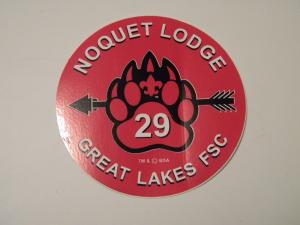 NOQUET LODGE
29
TM & © BSA
GREAT LAKES FSC